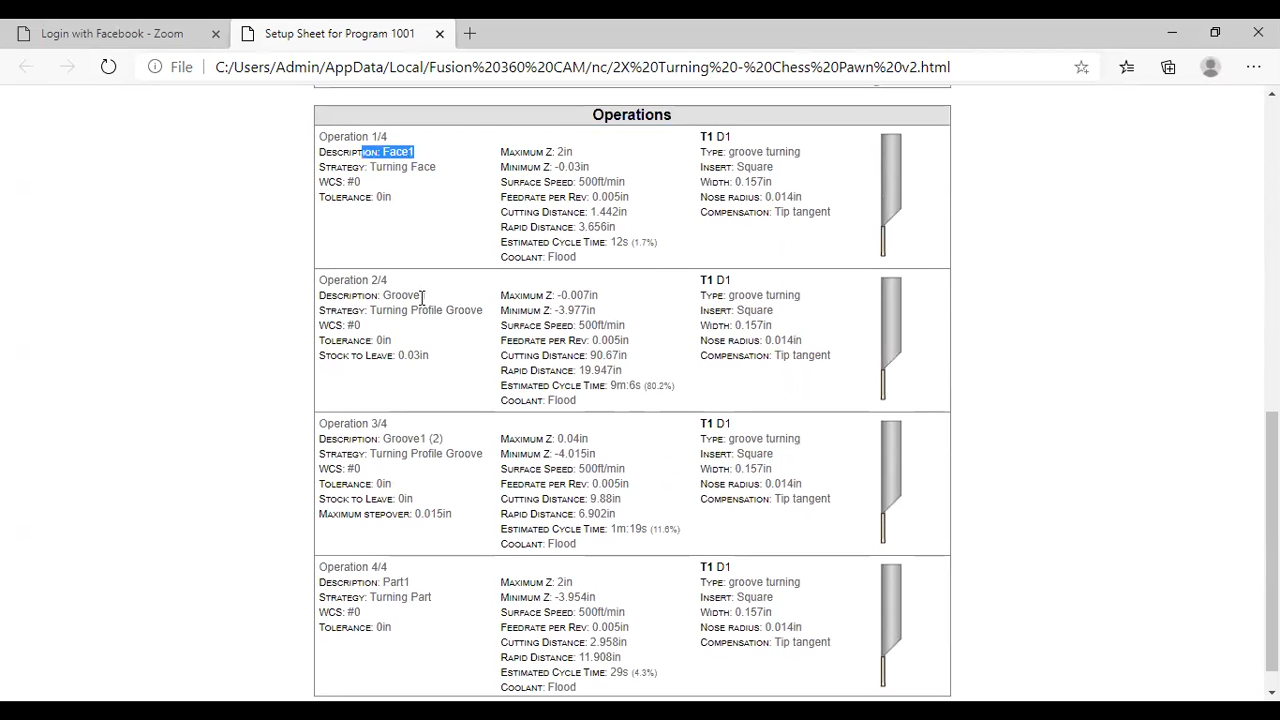 Login with Facebook - Zoom
Setup Sheet for Program 1001
File
C:/Users/Admin/AppData/Local/Fusion%20360%20CAM/nc/2X%20Turning%20-%20Chess%20Pawn%20v2.html
Operations
Operation 1/4
DESCRIPTION: Face1
STRATEGY: Turning Face
WCS: #0
TOLERANCE: 0in
MAXIMUM Z: 2in
MINIMUM Z: -0.03in
SURFACE SPEED: 500ft/min
FEEDRATE PER REV: 0.005in
CUTTING DISTANCE: 1.442in
RAPID DISTANCE: 3.656in
ESTIMATED CYCLE TIME: 12s (1.7%)
COOLANT: Flood
T1 D1
TYPE: groove turning
INSERT: Square
WIDTH: 0.157in
NOSE RADIUS: 0.014in
COMPENSATION: Tip tangent
Operation 2/4
DESCRIPTION: Groove
STRATEGY: Turning Profile Groove
WCS: #0
TOLERANCE: 0in
STOCK TO LEAVE: 0.03in
MAXIMUM Z: -0.007in
MINIMUM Z: -3.977in
SURFACE SPEED: 500ft/min
FEEDRATE PER REV: 0.005in
CUTTING DISTANCE: 90.67in
RAPID DISTANCE: 19.947in
ESTIMATED CYCLE TIME: 9m:6s (80.2%)
COOLANT: Flood
T1 D1
TYPE: groove turning
INSERT: Square
WIDTH: 0.157in
NOSE RADIUS: 0.014in
COMPENSATION: Tip tangent
Operation 3/4
DESCRIPTION: Groove1 (2)
STRATEGY: Turning Profile Groove
WCS: #0
TOLERANCE: 0in
STOCK TO LEAVE: 0in
MAXIMUM STEPOVER: 0.015in
MAXIMUM Z: 0.04in
MINIMUM Z: -4.015in
SURFACE SPEED: 500ft/min
FEEDRATE PER REV: 0.005in
CUTTING DISTANCE: 9.88in
RAPID DISTANCE: 6.902in
ESTIMATED CYCLE TIME: 1m:19s (11.6%)
COOLANT: Flood
T1 D1
TYPE: groove turning
INSERT: Square
WIDTH: 0.157in
NOSE RADIUS: 0.014in
COMPENSATION: Tip tangent
Operation 4/4
DESCRIPTION: Part1
STRATEGY: Turning Part
WCS: #0
TOLERANCE: 0in
MAXIMUM Z: 2in
MINIMUM Z: -3.954in
SURFACE SPEED: 500ft/min
FEEDRATE PER REV: 0.005in
CUTTING DISTANCE: 2.958in
RAPID DISTANCE: 11.908in
ESTIMATED CYCLE TIME: 29s (4.3%)
COOLANT: Flood
T1 D1
TYPE: groove turning
INSERT: Square
WIDTH: 0.157in
NOSE RADIUS: 0.014in
COMPENSATION: Tip tangent